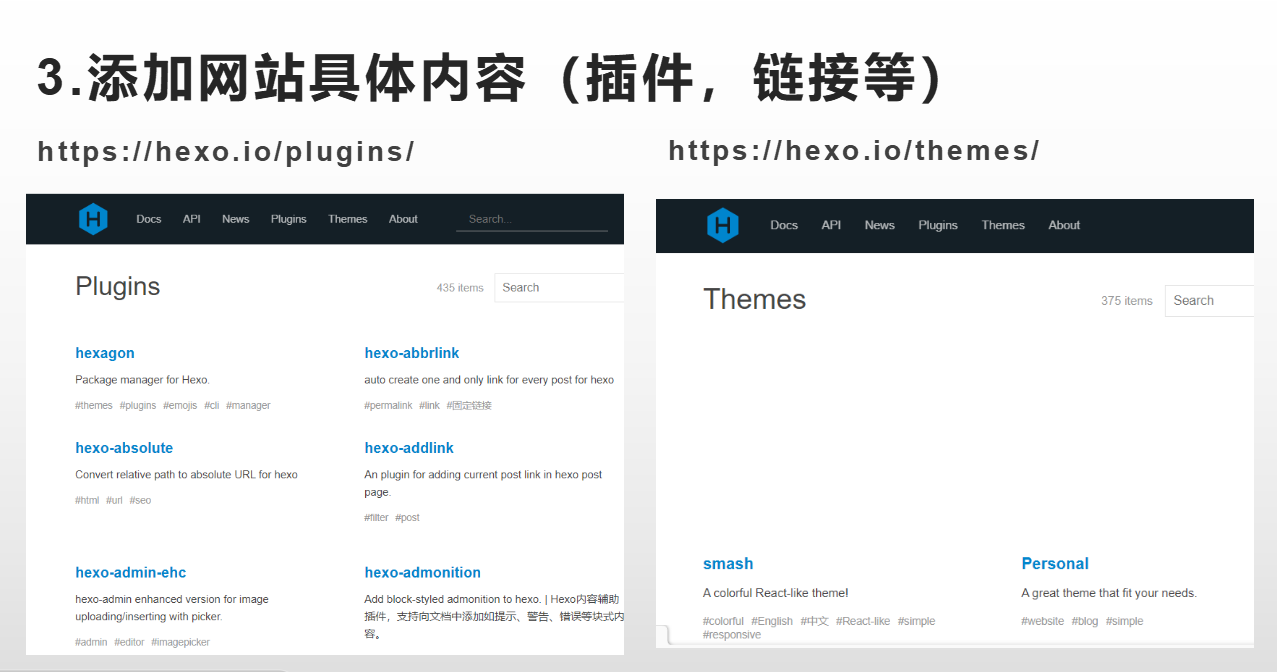 3.添加网站具体内容（插件，链接等）
https://hexo.io/plugins/
https://hexo.io/themes/
H Docs API News Plugins Themes About Search...
Plugins 435 items Search
hexagon
Package manager for Hexo.
#themes #plugins #emojis #cli #manager
hexo-abbrlink
auto create one and only link for every post for hexo
#permalink #link #固定链接
hexo-absolute
Convert relative path to absolute URL for hexo
#html #url #seo
hexo-addlink
An plugin for adding current post link in hexo post
page.
#filter #post
hexo-admin-ehc
hexo-admin enhanced version for image
uploading/inserting with picker.
#admin #editor #imagepicker
hexo-admonition
Add block-styled admonition to hexo. | Hexo内容辅助
插件，支持向文档中添加如提示、警告、错误等块式内
容。
H Docs API News Plugins Themes About
Themes 375 items Search
smash
A colorful React-like theme!
#colorful #English #中文 #React-like #simple
#responsive
Personal
A great theme that fit your needs.
#website #blog #simple